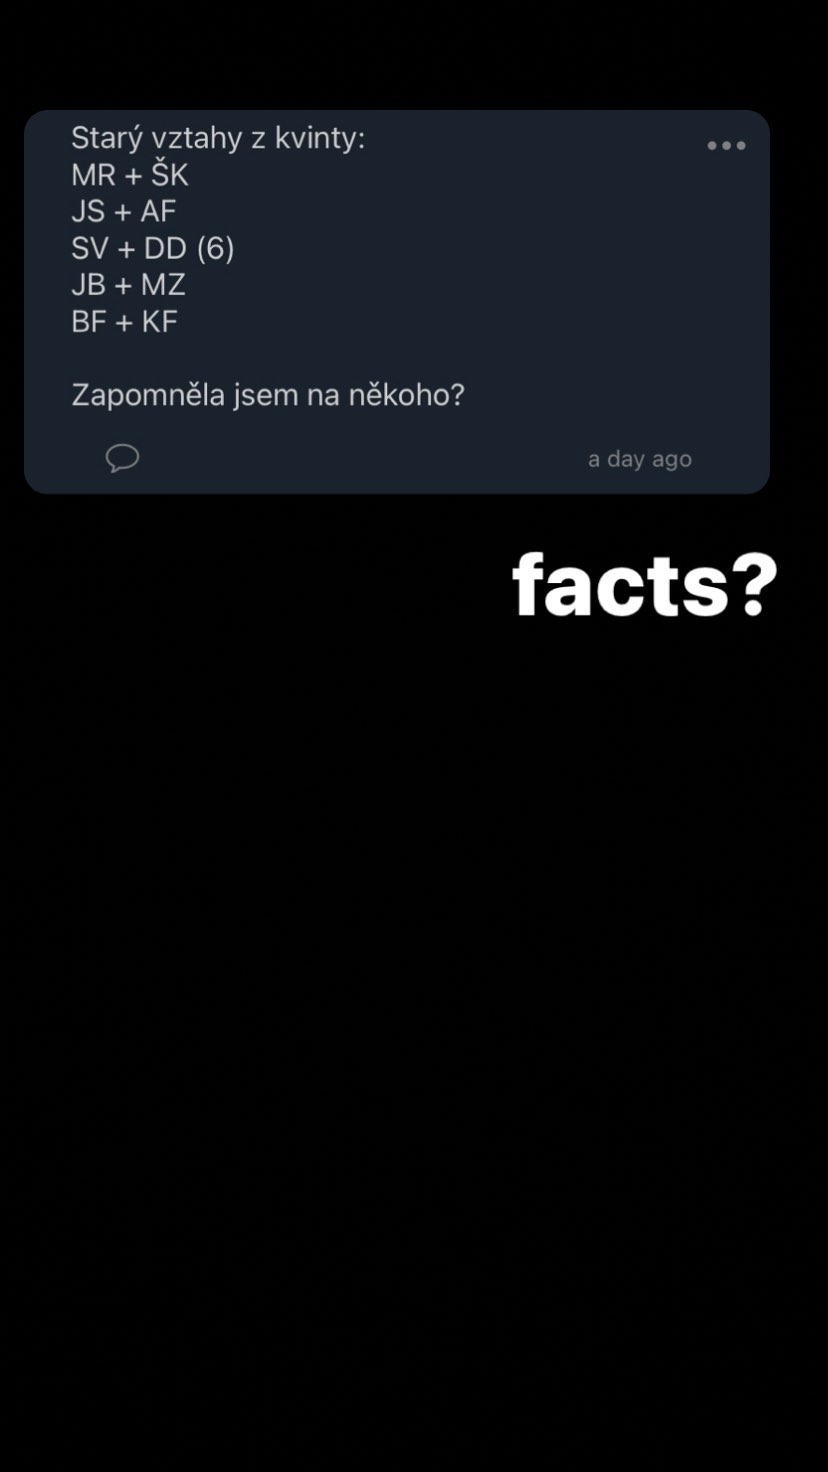 Starý vztahy z kvinty:
MR + ŠK
JS + AF
SV + DD (6)
JB + MZ
BF + KF
Zapomněla jsem na někoho?
a day ago
facts?